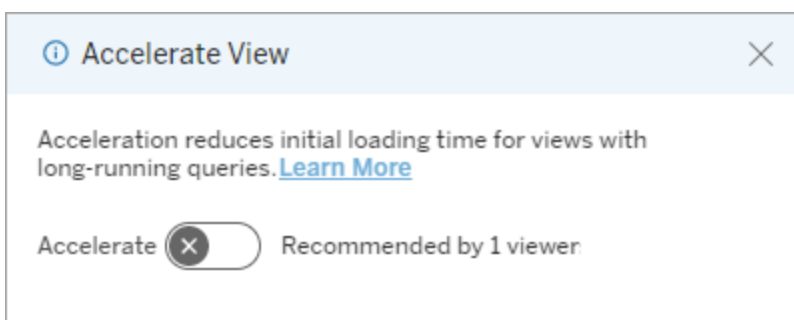 Accelerate View
Acceleration reduces initial loading time for views with
long-running queries. Learn More
Accelerate Recommended by 1 viewer